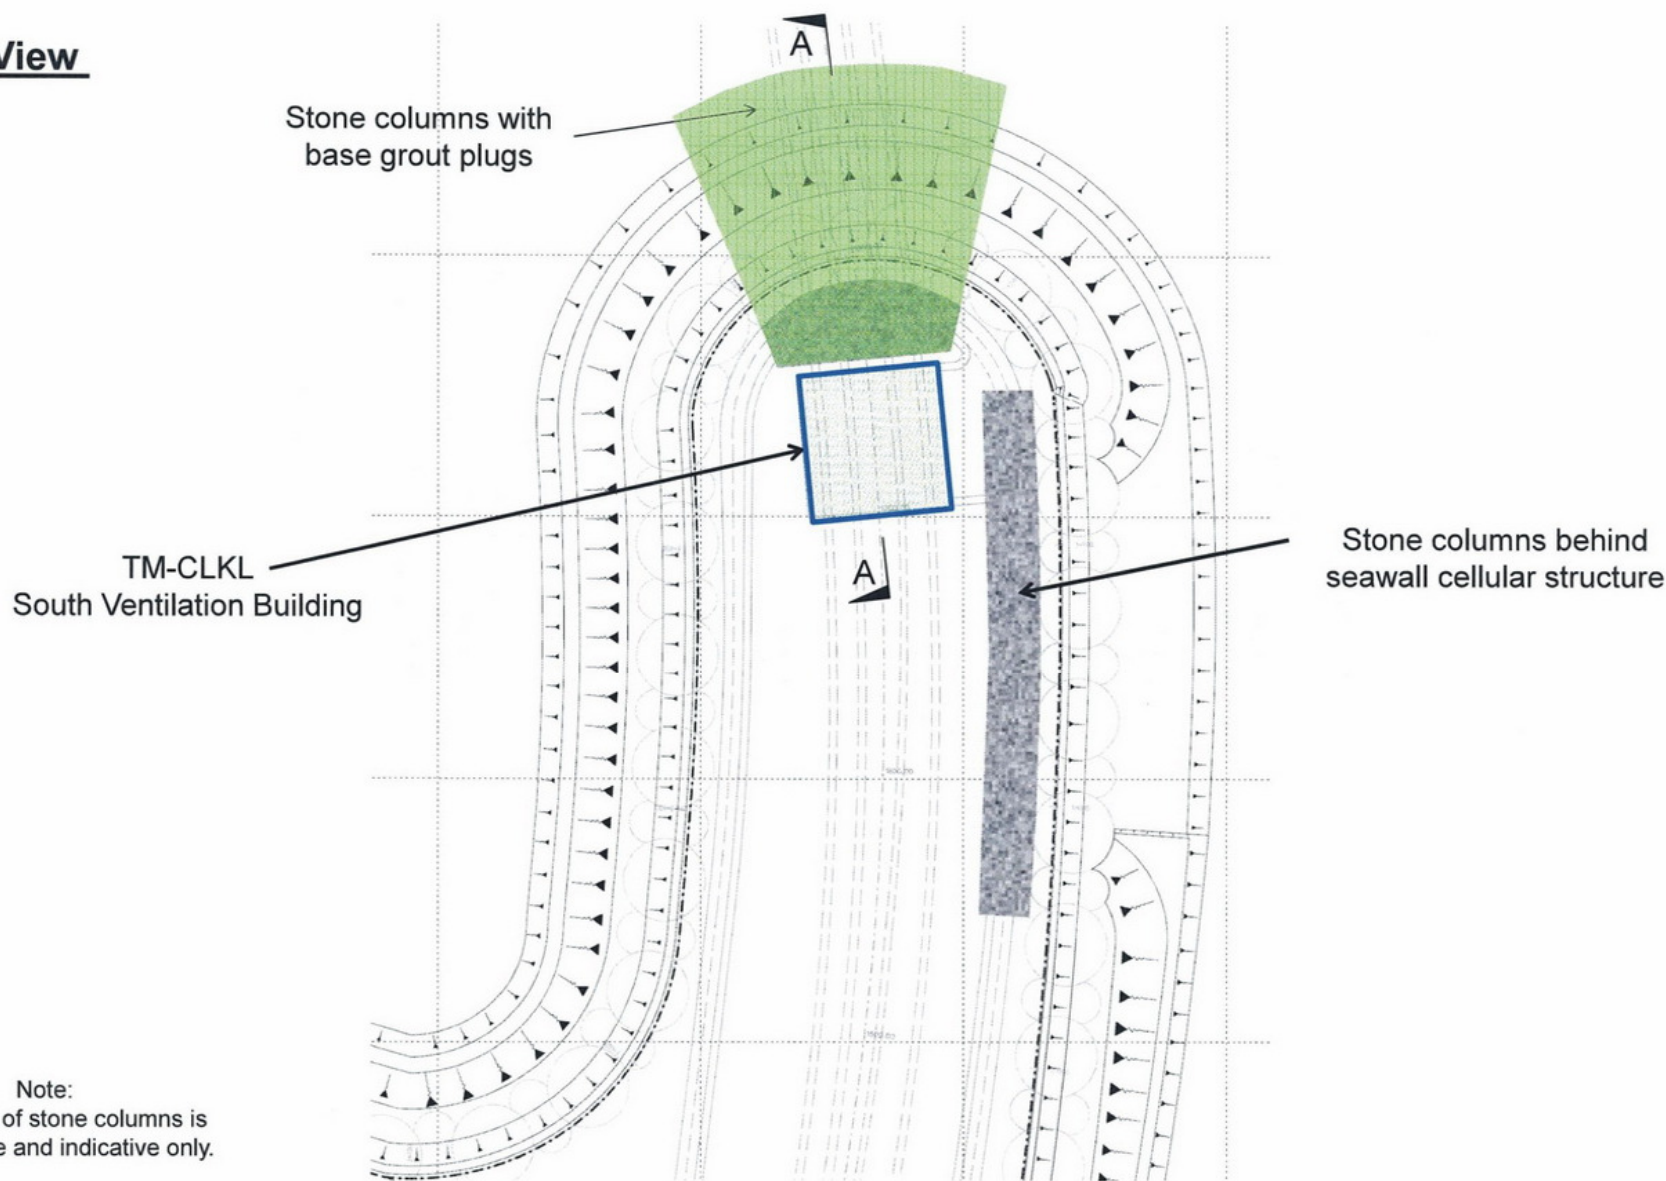 View
A
Stone columns with
base grout plugs
TM-CLKL
South Ventilation Building
A
Stone columns behind
seawall cellular structure
Note:
of stone columns is
and indicative only.